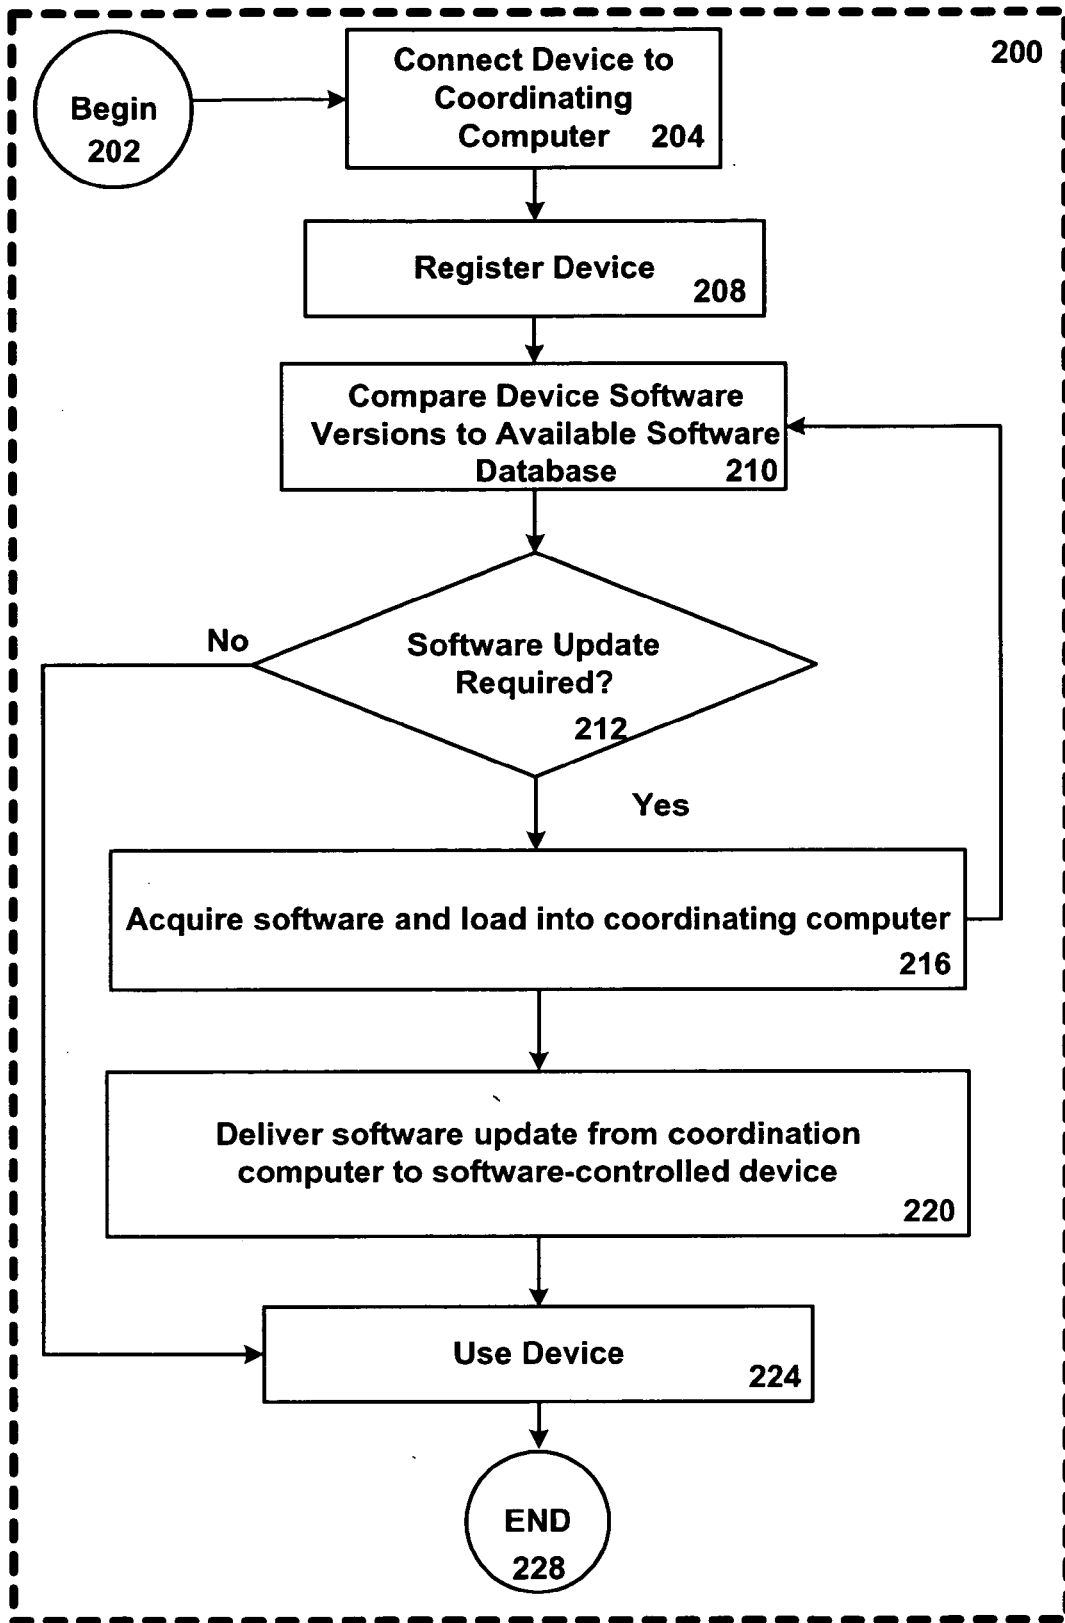 200
Begin
202
Connect Device to
Coordinating
Computer 204
Register Device
208
Compare Device Software
Versions to Available Software
Database 210
No
Software Update
Required?
212
Yes
Acquire software and load into coordinating computer
216
Deliver software update from coordination
computer to software-controlled device
220
Use Device
224
END
228